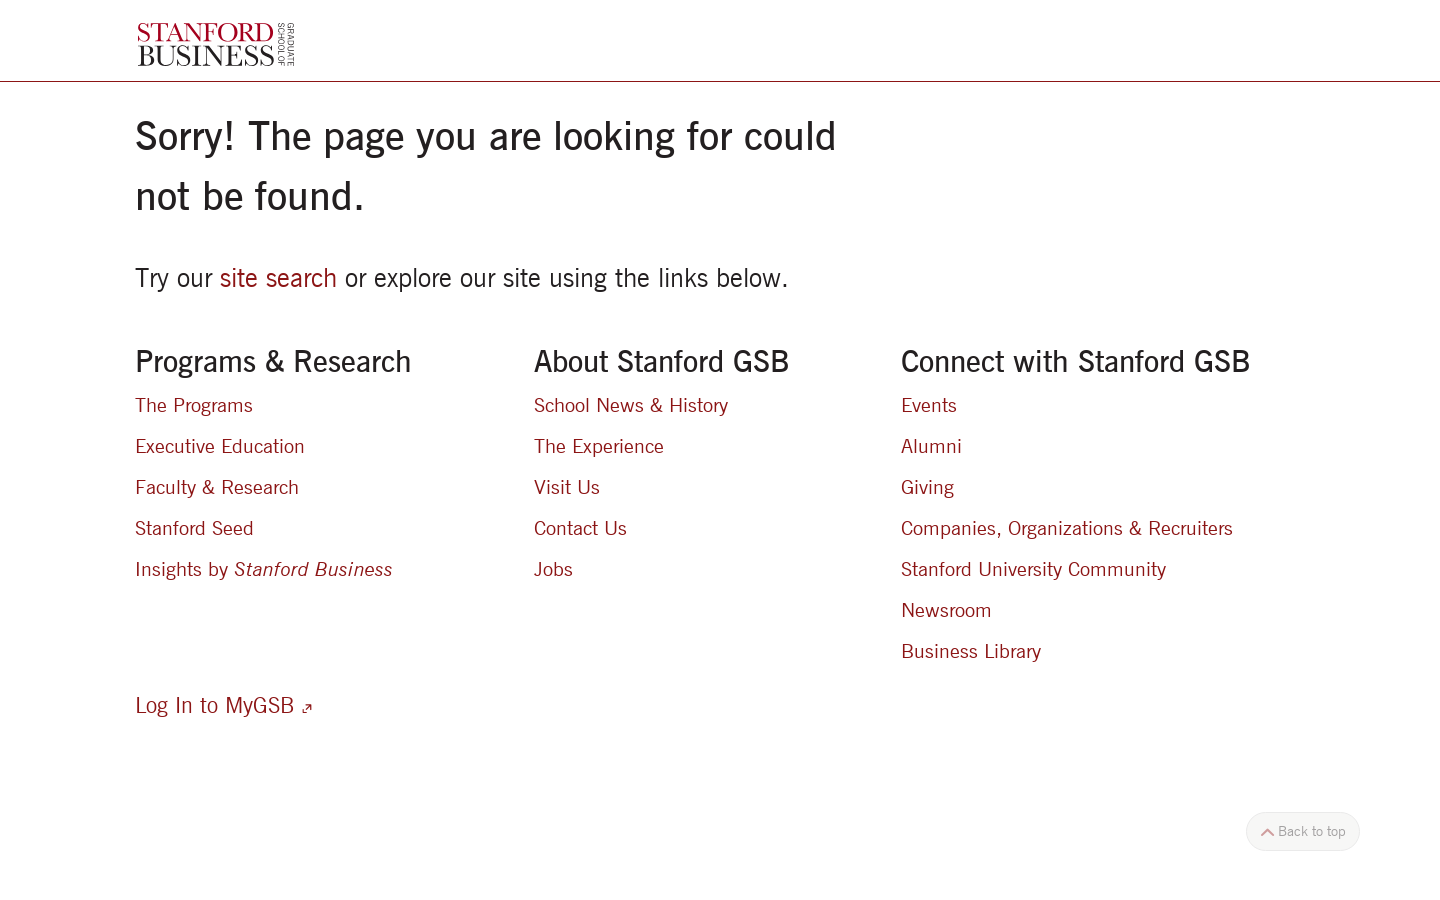 STANFORD
BUSINESS
GRADUATE
SCHOOL OF
Sorry! The page you are looking for could
not be found.
Try our site search or explore our site using the links below.
Programs & Research
The Programs
Executive Education
Faculty & Research
Stanford Seed
Insights by Stanford Business
About Stanford GSB
School News & History
The Experience
Visit Us
Contact Us
Jobs
Connect with Stanford GSB
Events
Alumni
Giving
Companies, Organizations & Recruiters
Stanford University Community
Newsroom
Business Library
Log In to MyGSB
Back to top